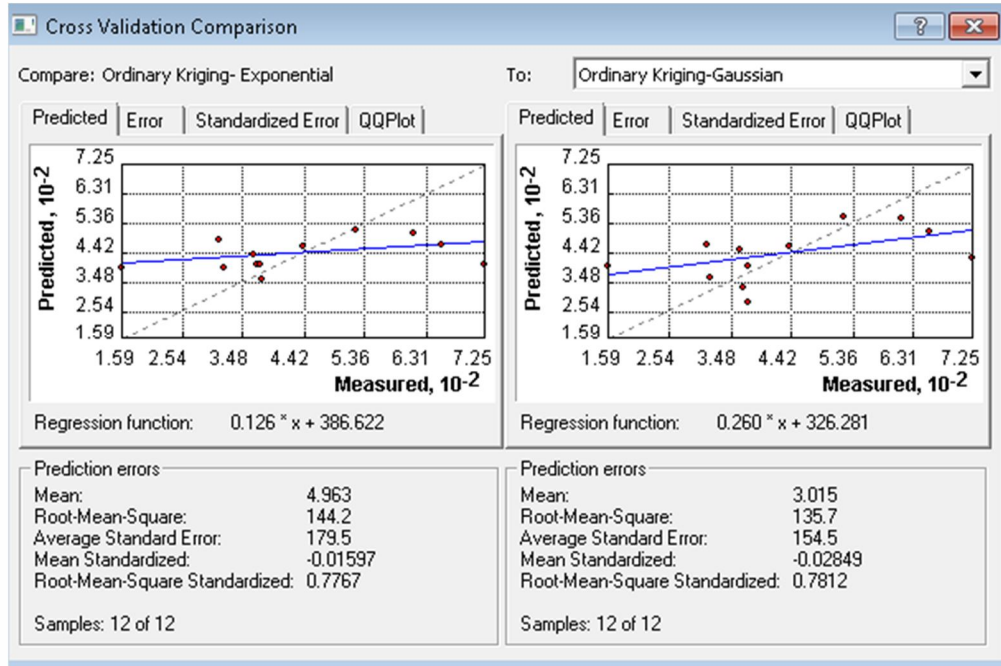 Cross Validation Comparison
Compare: Ordinary Kriging- Exponential To: Ordinary Kriging-Gaussian
Predicted Error Standardized Error QQPlot
Predicted, 10-2
7.25
6.31
5.36
4.42
3.48
2.54
1.59
1.59 2.54 3.48 4.42 5.36 6.31 7.25
Measured, 10-2
Regression function: 0.126 * x + 386.622
Predicted Error Standardized Error QQPlot
Predicted, 10-2
7.25
6.31
5.36
4.42
3.48
2.54
1.59
1.59 2.54 3.48 4.42 5.36 6.31 7.25
Measured, 10-2
Regression function: 0.260 * x + 326.281
Prediction errors
Mean: 4.963
Root-Mean-Square: 144.2
Average Standard Error: 179.5
Mean Standardized: -0.01597
Root-Mean-Square Standardized: 0.7767
Samples: 12 of 12
Prediction errors
Mean: 3.015
Root-Mean-Square: 135.7
Average Standard Error: 154.5
Mean Standardized: -0.02849
Root-Mean-Square Standardized: 0.7812
Samples: 12 of 12